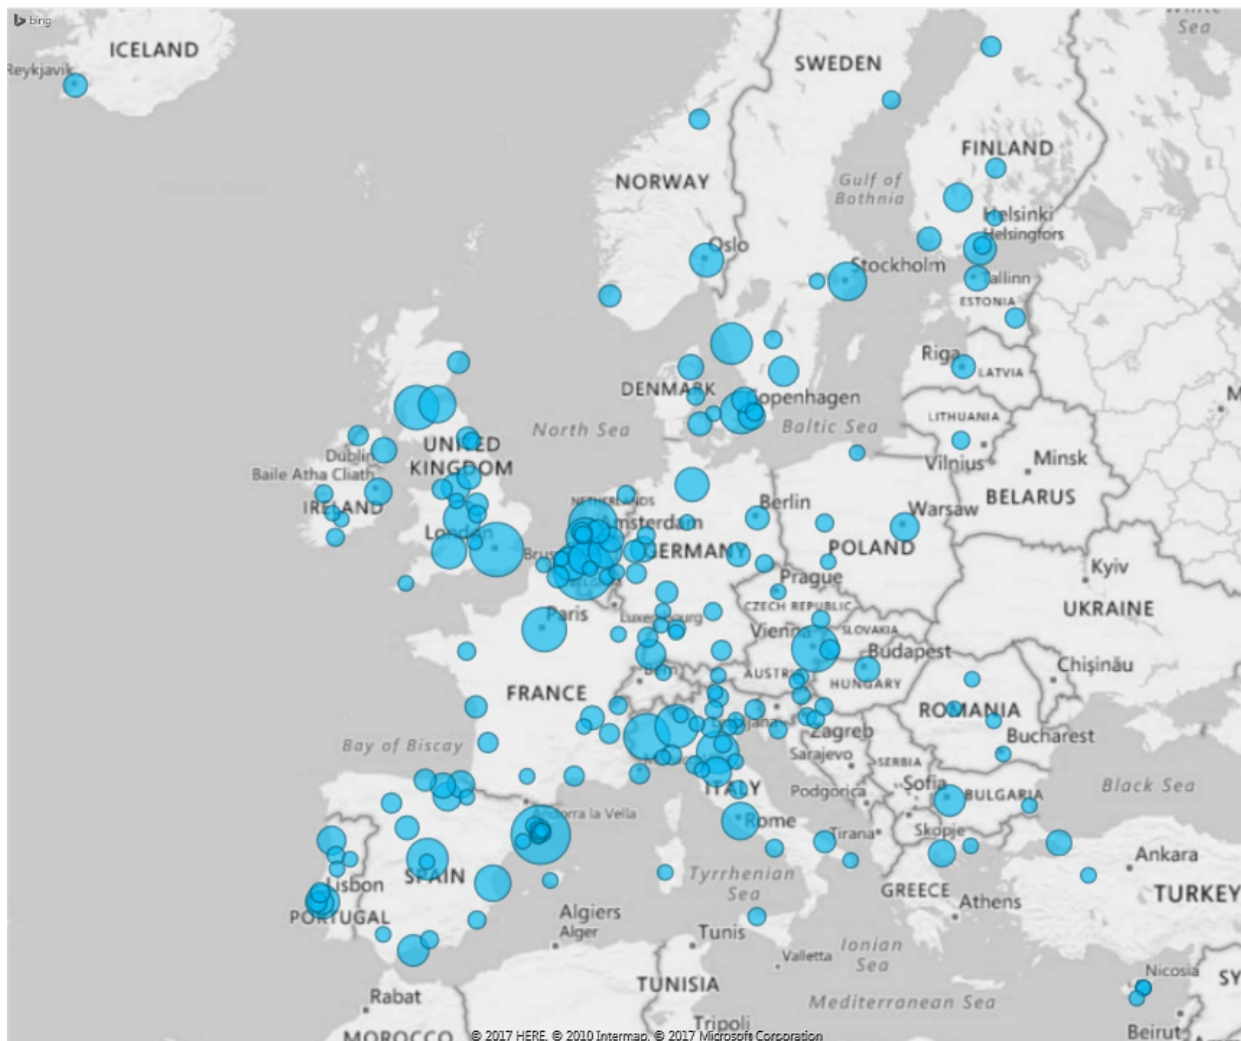 bing
White
Sea
ICELAND
Reykjavik
SWEDEN
FINLAND
NORWAY
Gulf of
Bothnia
Helsinki
Helsingfors
Oslo
Stockholm
Tallinn
ESTONIA
Riga
LATVIA
DENMARK
Copenhagen
LITHUANIA
North Sea
Baltic Sea
UNITED
KINGDOM
Dublin
Baile Atha Cliath
Vilnius
Minsk
IRELAND
NETHERLANDS
Berlin
BELARUS
Warsaw
London
Amsterdam
GERMANY
POLAND
Kyiv
Prague
UKRAINE
CZECH REPUBLIC
Paris
Luxembourg
Vienna
SLOVAKIA
Budapest
Chișinău
Bern
AUSTRIA
HUNGARY
FRANCE
ROMANIA
Zagreb
Bucharest
Bay of Biscay
Sarajevo
SERBIA
Sofia
Black Sea
Podgorica
BULGARIA
ITALY
Andorra la Vella
Rome
Tirana
Skopje
Ankara
SPAIN
Tyrrhenian
Sea
Lisbon
GREECE
TURKEY
Athens
PORTUGAL
Algiers
Alger
Tunis
Ionian
Sea
Valletta
Nicosia
TUNISIA
SY
Rabat
Mediterranean Sea
Tripoli
Beirut
MOROCCO
© 2017 HERE, © 2010 Intermap, © 2017 Microsoft Corporation